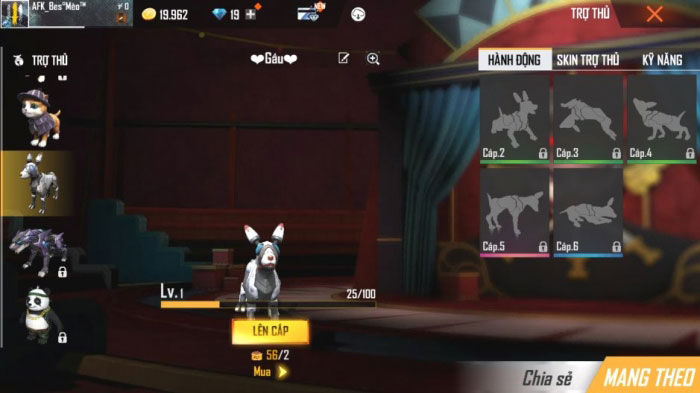 AFK_Bes°Mèo™ 0
19.962
19
NEW
TRỢ THỦ
TRỢ THỦ
❤Gấu❤
HÀNH ĐỘNG SKIN TRỢ THỦ KỸ NĂNG
Cấp.2 Cấp.3 Cấp.4
Cấp.5 Cấp.6
Lv.1 25/100
LÊN CẤP
56/2
Mua
Chia sẻ MANG THEO